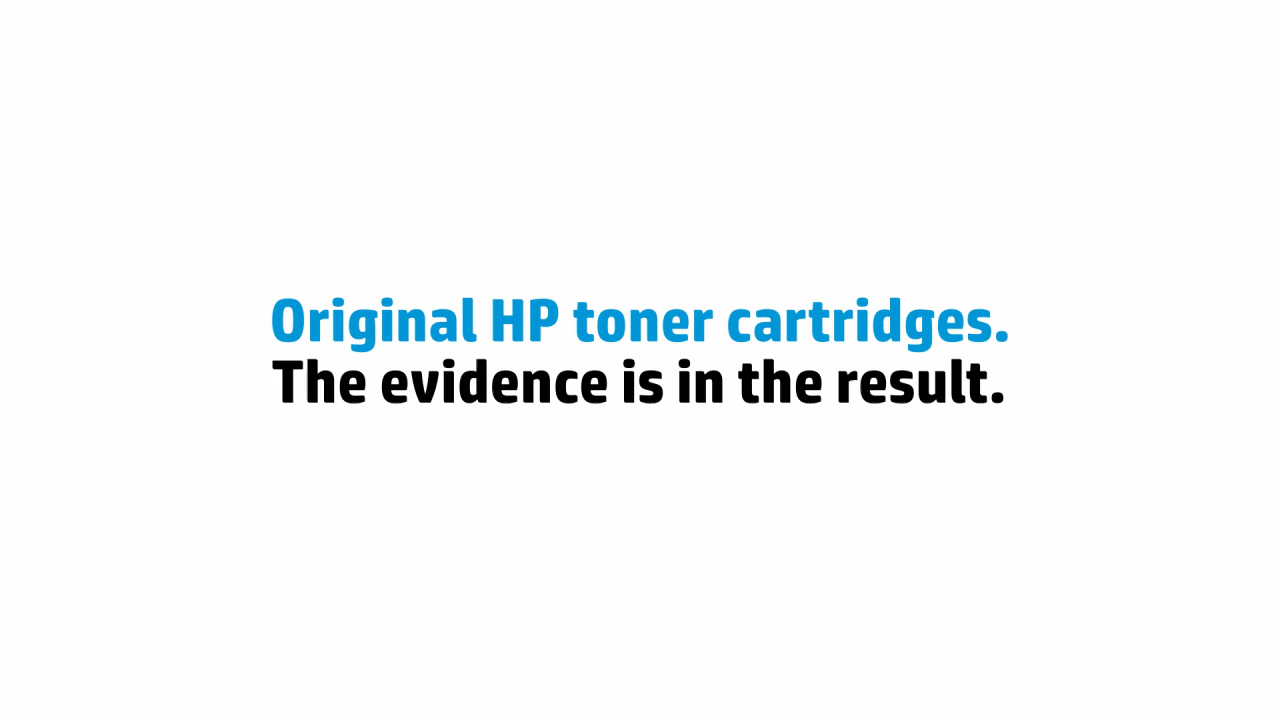 Original HP toner cartridges.
The evidence is in the result.